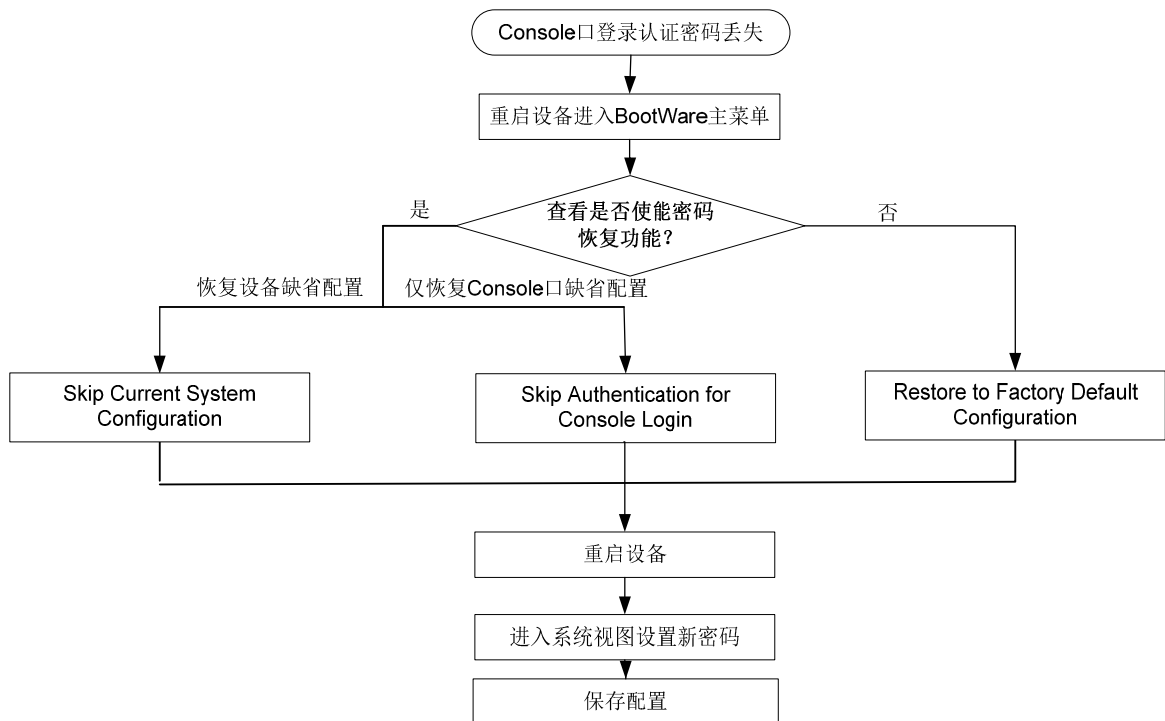 Console口登录认证密码丢失
重启设备进入BootWare主菜单
查看是否使能密码
恢复功能？
是
否
恢复设备缺省配置
仅恢复Console口缺省配置
Skip Current System
Configuration
Skip Authentication for
Console Login
Restore to Factory Default
Configuration
重启设备
进入系统视图设置新密码
保存配置